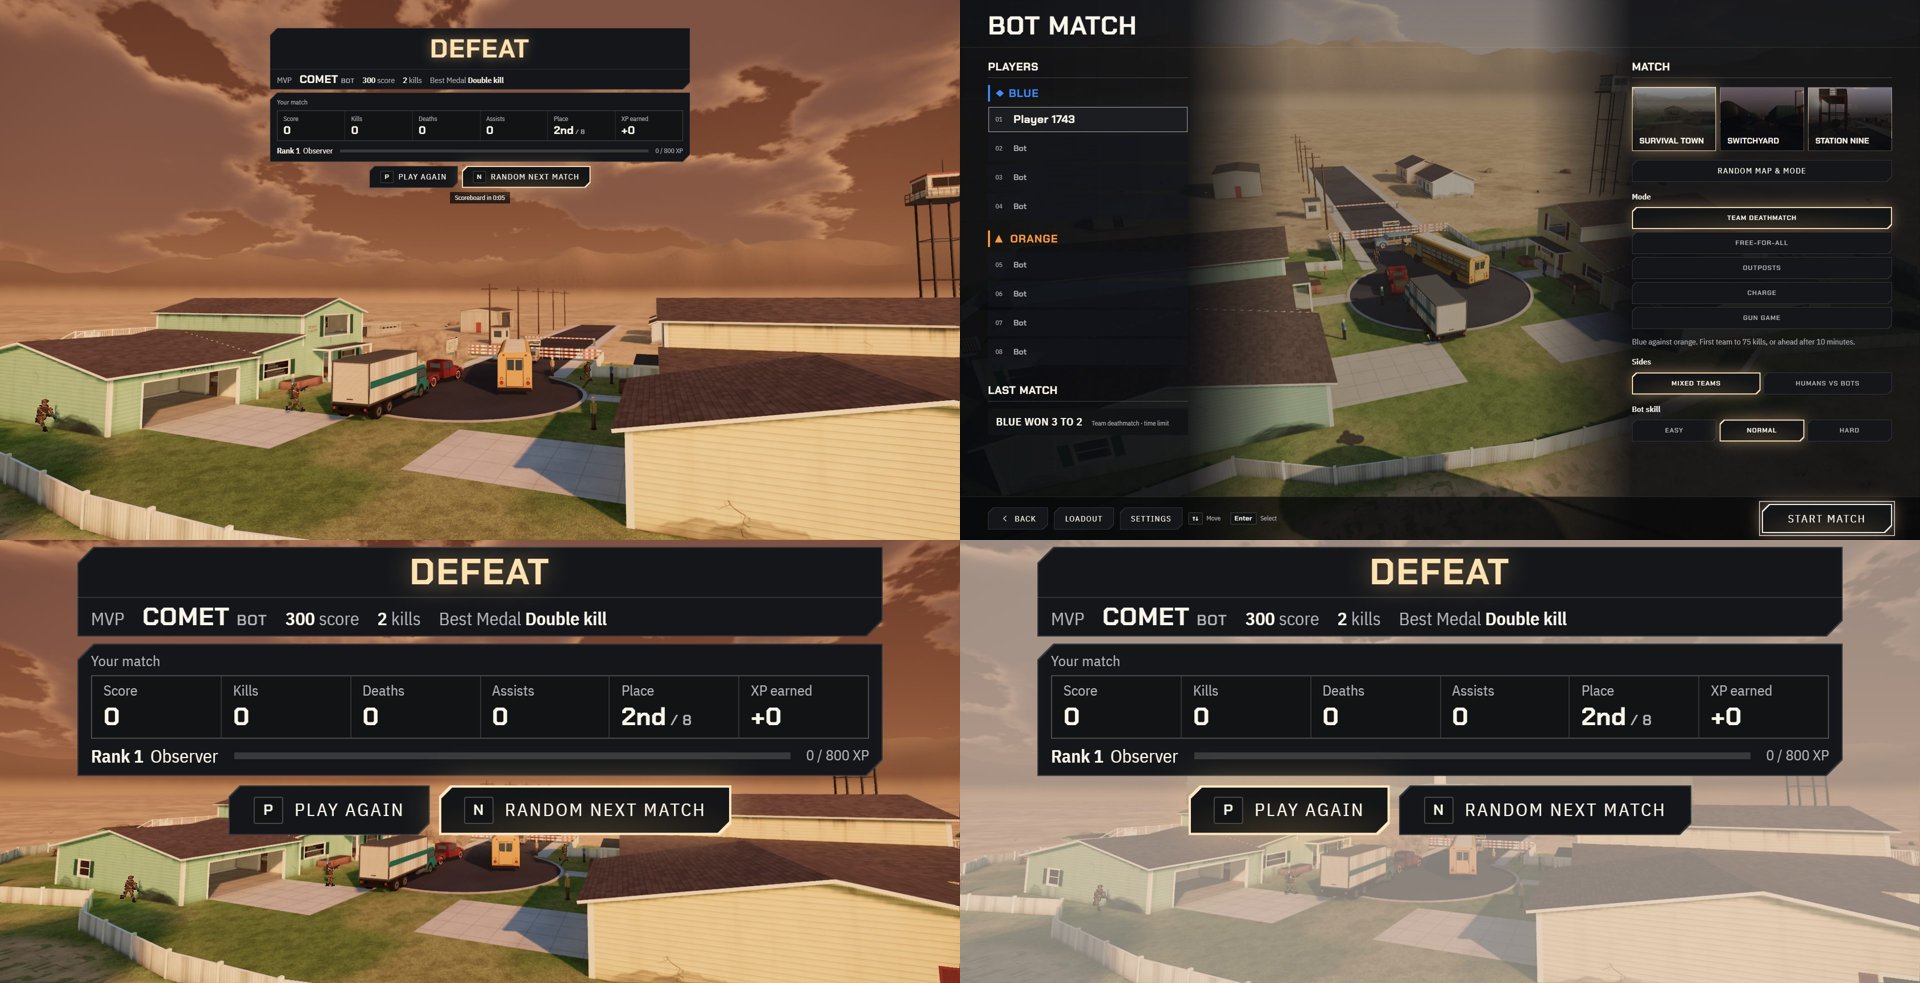 DEFEAT
MVP COMET BOT 300 score 2 kills Best Medal Double kill
Your match
Score Kills Deaths Assists Place XP earned
0 0 0 0 2nd / 8 +0
Rank 1 Observer 0 / 800 XP
P PLAY AGAIN N RANDOM NEXT MATCH
Scoreboard in 0:05
BOT MATCH
PLAYERS
BLUE
01 Player 1743
02 Bot
03 Bot
04 Bot
ORANGE
05 Bot
06 Bot
07 Bot
08 Bot
LAST MATCH
BLUE WON 3 TO 2 Team deathmatch · time limit
MATCH
SURVIVAL TOWN SWITCHYARD STATION NINE
RANDOM MAP & MODE
Mode
TEAM DEATHMATCH
FREE-FOR-ALL
OUTPOSTS
CHARGE
GUN GAME
Blue against orange. First team to 75 kills, or ahead after 10 minutes.
Sides
MIXED TEAMS HUMANS VS BOTS
Bot skill
EASY NORMAL HARD
BACK LOADOUT SETTINGS ↑↓ Move Enter Select START MATCH
DEFEAT
MVP COMET BOT 300 score 2 kills Best Medal Double kill
Your match
Score Kills Deaths Assists Place XP earned
0 0 0 0 2nd / 8 +0
Rank 1 Observer 0 / 800 XP
P PLAY AGAIN N RANDOM NEXT MATCH
DEFEAT
MVP COMET BOT 300 score 2 kills Best Medal Double kill
Your match
Score Kills Deaths Assists Place XP earned
0 0 0 0 2nd / 8 +0
Rank 1 Observer 0 / 800 XP
P PLAY AGAIN N RANDOM NEXT MATCH